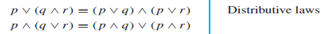 p ∨ (q ∧ r) = (p ∨ q) ∧ (p ∨ r) Distributive laws
p ∧ (q ∨ r) = (p ∧ q) ∨ (p ∧ r)